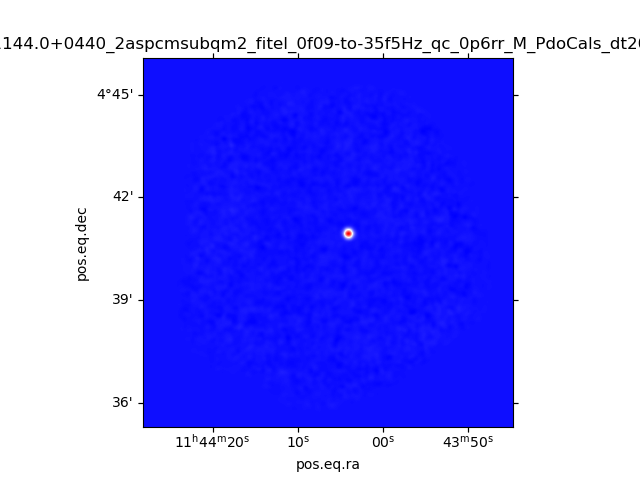 144.0+0440_2aspcmsubqm2_fitel_0f09-to-35f5Hz_qc_0p6rr_M_PdoCals_dt20
4°45'
42'
39'
36'
pos.eq.dec
11ʰ44ᵐ20ˢ 10ˢ 00ˢ 43ᵐ50ˢ
pos.eq.ra